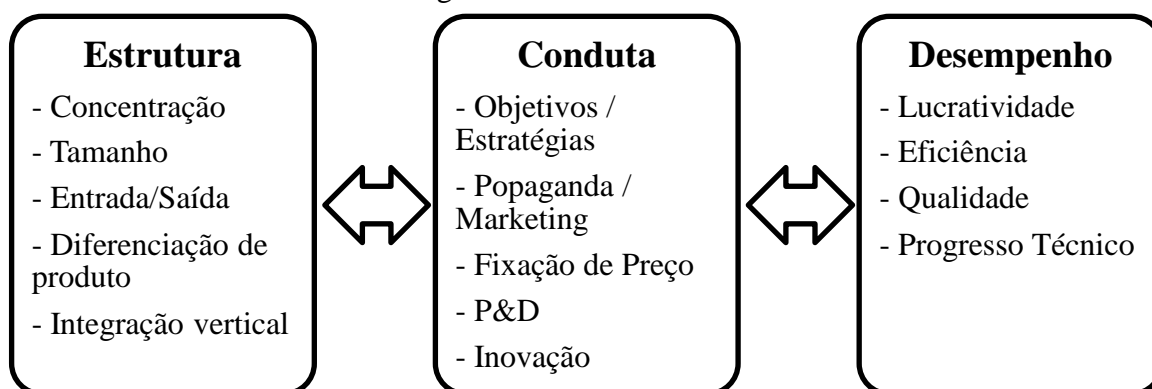 Estrutura
- Concentração
- Tamanho
- Entrada/Saída
- Diferenciação de
produto
- Integração vertical
Conduta
- Objetivos /
Estratégias
- Popaganda /
Marketing
- Fixação de Preço
- P&D
- Inovação
Desempenho
- Lucratividade
- Eficiência
- Qualidade
- Progresso Técnico